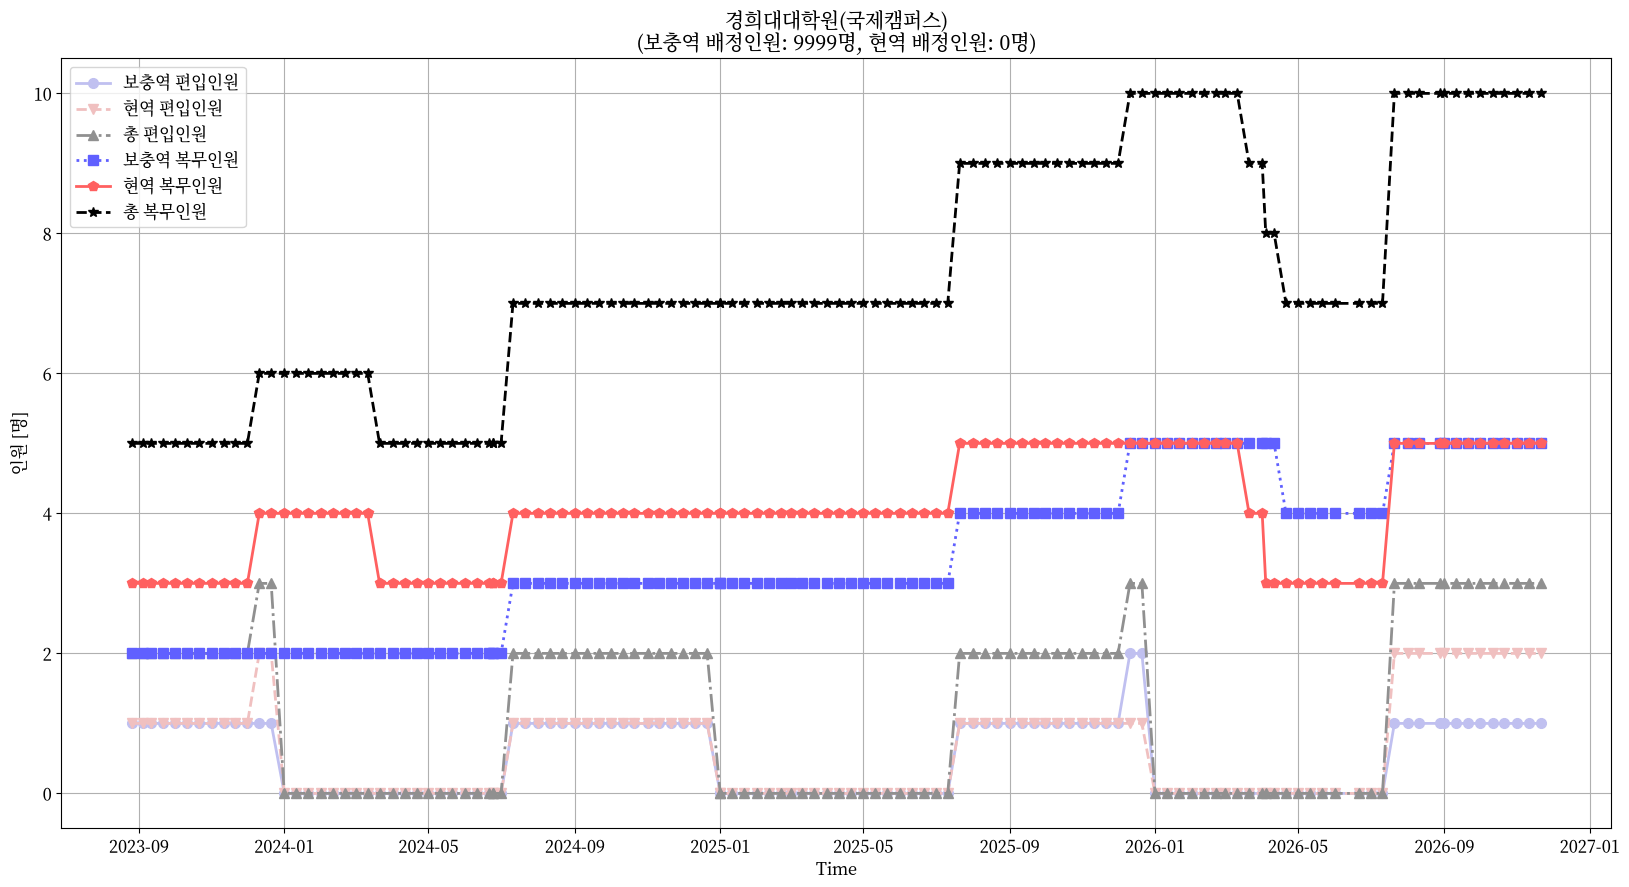 경희대대학원(국제캠퍼스)
(보충역 배정인원: 9999명, 현역 배정인원: 0명)
보충역 편입인원
현역 편입인원
총 편입인원
보충역 복무인원
현역 복무인원
총 복무인원
인원 [명]
10
8
6
4
2
0
2023-09
2024-01
2024-05
2024-09
2025-01
2025-05
2025-09
2026-01
2026-05
2026-09
2027-01
Time